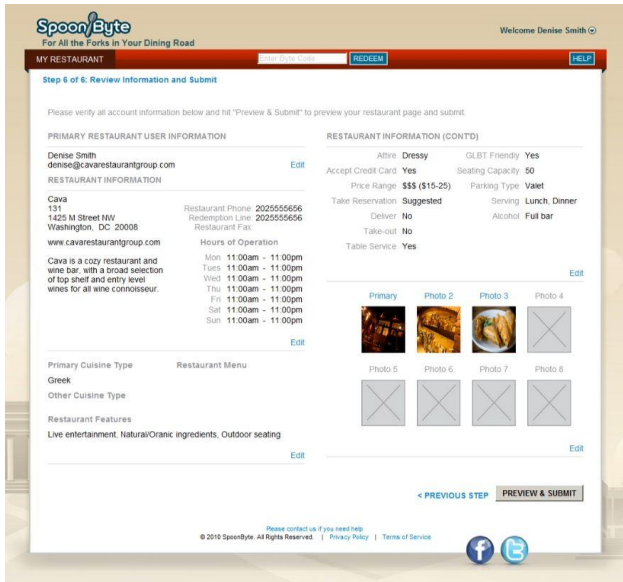 Spoon Byte
For All the Forks in Your Dining Road
Welcome Denise Smith
MY RESTAURANT
Enter Byte Code
REDEEM
HELP
Step 6 of 6: Review Information and Submit
Please verify all account information below and hit "Preview & Submit" to preview your restaurant page and submit.
PRIMARY RESTAURANT USER INFORMATION
Denise Smith
denise@cavarestaurantgroup.com
Edit
RESTAURANT INFORMATION
Cava
131
1425 M Street NW
Washington, DC 20008
www.cavarestaurantgroup.com
Cava is a cozy restaurant and
wine bar, with a broad selection
of top shelf and entry level
wines for all wine connoisseur.
Restaurant Phone: 2025555656
Redemption Line: 2025555656
Restaurant Fax:
Hours of Operation
Mon 11:00am - 11:00pm
Tues 11:00am - 11:00pm
Wed 11:00am - 11:00pm
Thu 11:00am - 11:00pm
Fri 11:00am - 11:00pm
Sat 11:00am - 11:00pm
Sun 11:00am - 11:00pm
Edit
Primary Cuisine Type
Restaurant Menu
Greek
Other Cuisine Type
Restaurant Features
Live entertainment, Natural/Oranic ingredients, Outdoor seating
Edit
RESTAURANT INFORMATION (CONT'D)
Attire Dressy GLBT Friendly Yes
Accept Credit Card Yes Seating Capacity 50
Price Range $$$ ($15-25) Parking Type Valet
Take Reservation Suggested Serving Lunch, Dinner
Deliver No Alcohol Full bar
Take-out No
Table Service Yes
Edit
Primary Photo 2 Photo 3 Photo 4
Photo 5 Photo 6 Photo 7 Photo 8
Edit
< PREVIOUS STEP PREVIEW & SUBMIT
Please contact us if you need help
© 2010 SpoonByte. All Rights Reserved. | Privacy Policy | Terms of Service